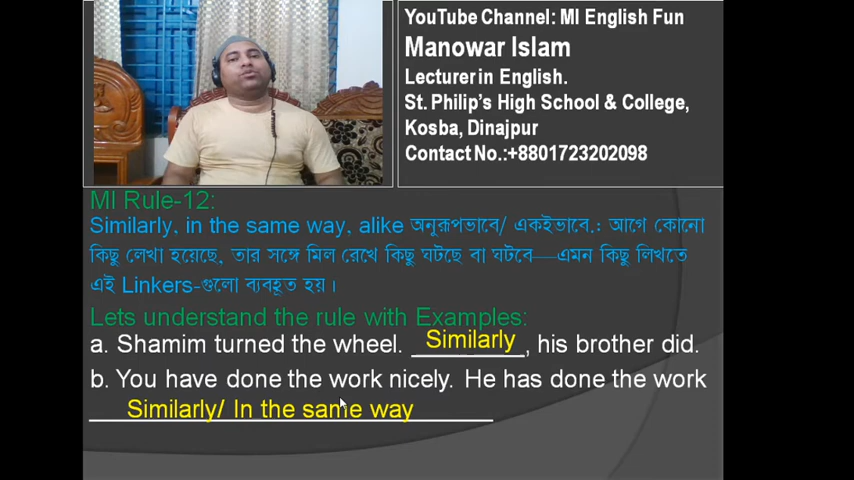 YouTube Channel: MI English Fun
Manowar Islam
Lecturer in English.
St. Philip's High School & College,
Kosba, Dinajpur
Contact No.:+8801723202098
MI Rule-12:
Similarly, in the same way, alike অনুরূপভাবে/ একইভাবে.: আগে কোনো
কিছু লেখা হয়েছে, তার সঙ্গে মিল রেখে কিছু ঘটছে বা ঘটবে—এমন কিছু লিখতে
এই Linkers-গুলো ব্যবহূত হয়।
Lets understand the rule with Examples:
a. Shamim turned the wheel. Similarly, his brother did.
b. You have done the work nicely. He has done the work
Similarly/ In the same way